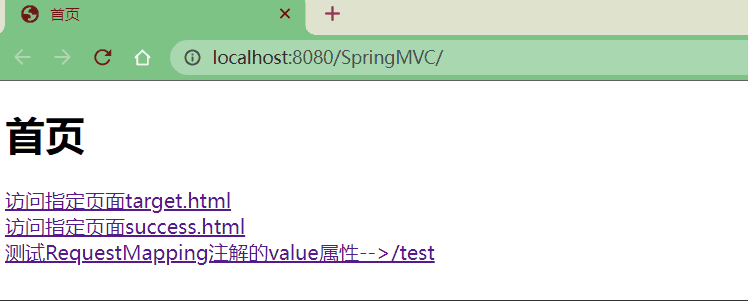 首页
localhost:8080/SpringMVC/
首页
访问指定页面target.html
访问指定页面success.html
测试RequestMapping注解的value属性-->/test